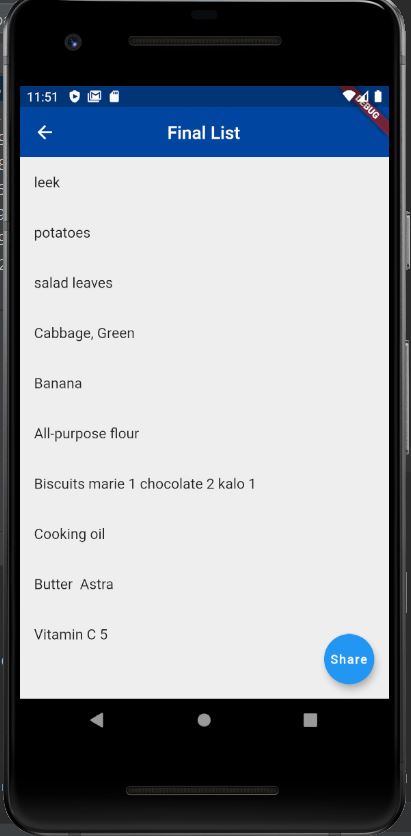 11:51
DEBUG
Final List
leek
potatoes
salad leaves
Cabbage, Green
Banana
All-purpose flour
Biscuits marie 1 chocolate 2 kalo 1
Cooking oil
Butter  Astra
Vitamin C 5
Share